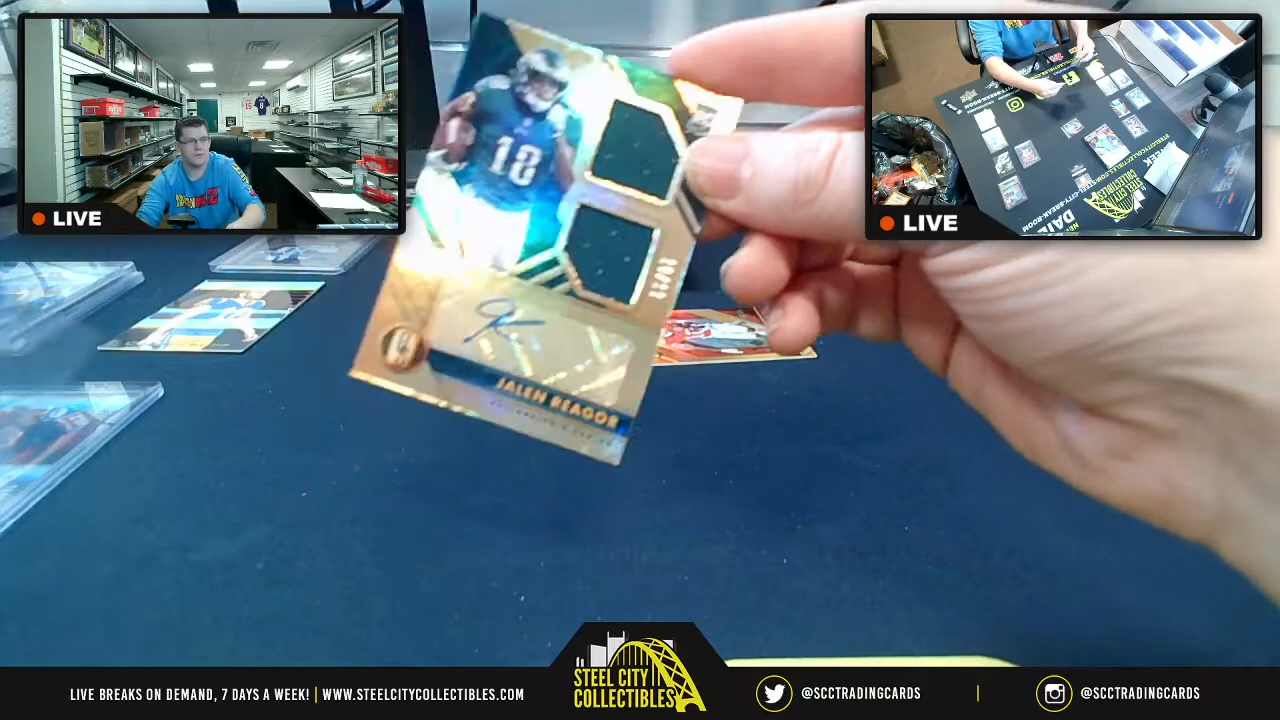 LIVE
LIVE
18
JALEN REAGOR
LIVE BREAKS ON DEMAND, 7 DAYS A WEEK! | WWW.STEELCITYCOLLECTIBLES.COM
STEEL CITY
COLLECTIBLES
@SCCTRADINGCARDS
@SCCTRADINGCARDS